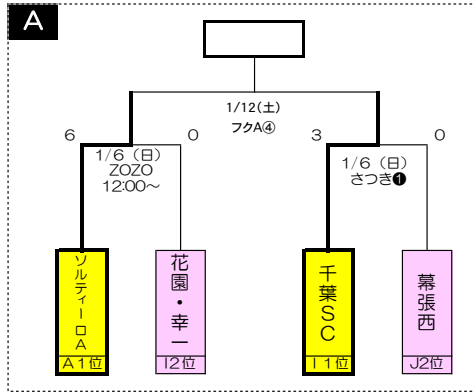 A
1/12(土)
フクA④
6
0
3
0
1/6（日）
ZOZO
12:00～
1/6（日）
さつき❶
ソルティーロA
A1位
花園・幸一
I2位
千葉SC
I1位
幕張西
J2位